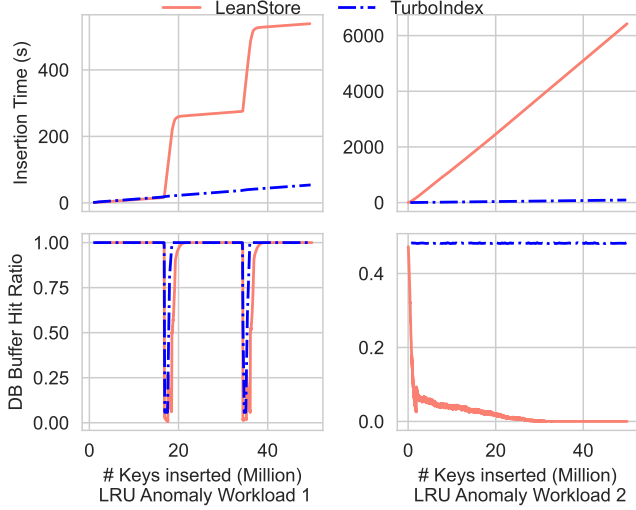 LeanStore
TurboIndex
Insertion Time (s)
400
200
0
6000
4000
2000
0
DB Buffer Hit Ratio
1.00
0.75
0.50
0.25
0.00
0.4
0.2
0.0
0
20
40
0
20
40
# Keys inserted (Million)
LRU Anomaly Workload 1
# Keys inserted (Million)
LRU Anomaly Workload 2